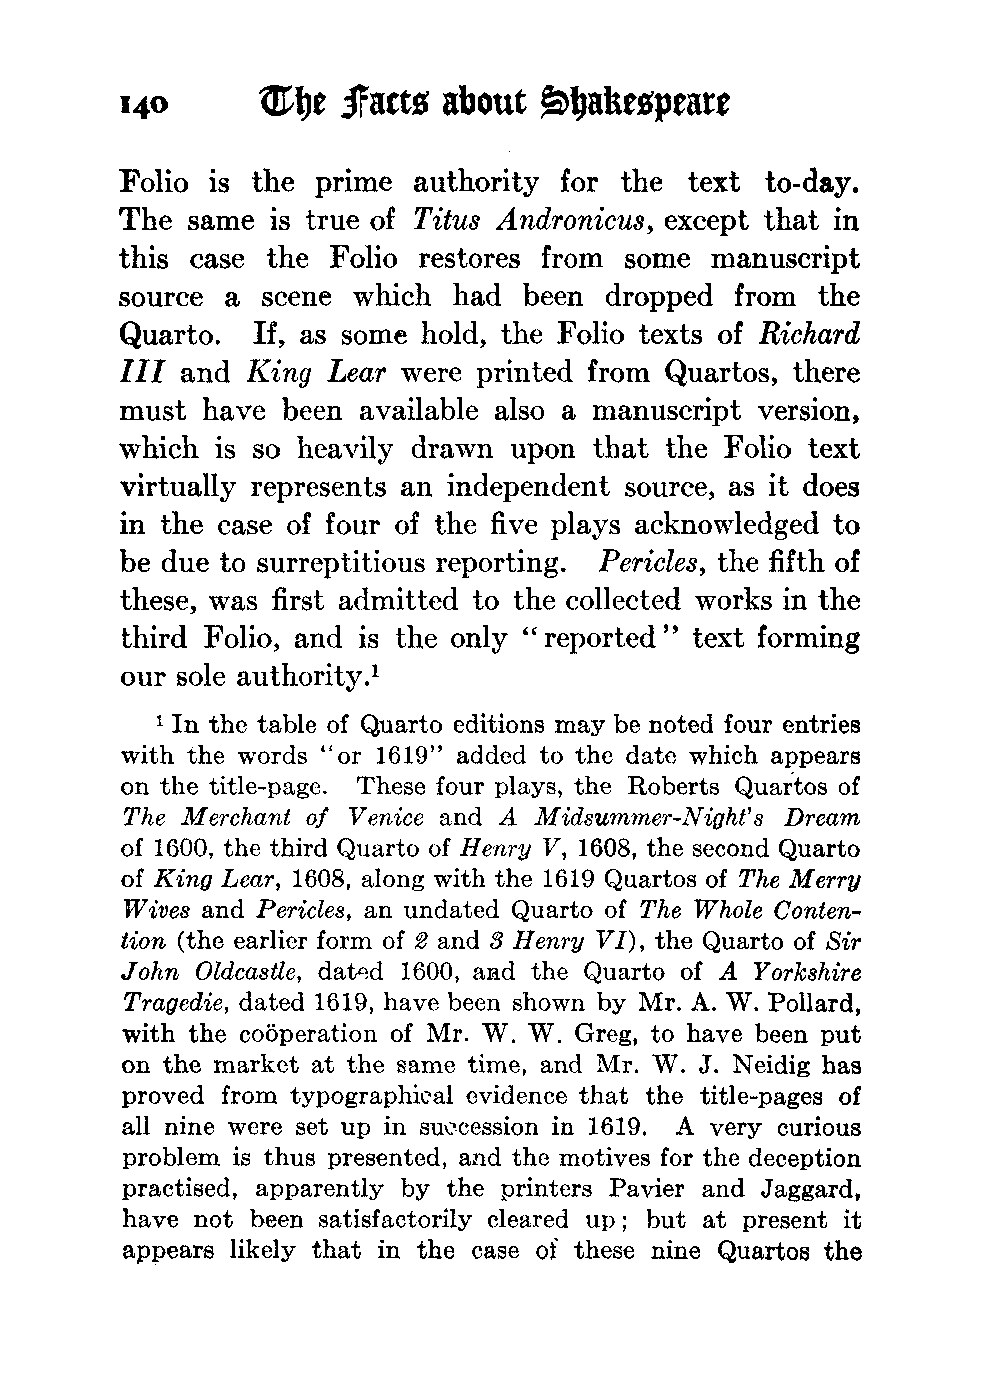 140 The Facts about Shakespeare
Folio is the prime authority for the text to-day.
The same is true of Titus Andronicus, except that in
this case the Folio restores from some manuscript
source a scene which had been dropped from the
Quarto. If, as some hold, the Folio texts of Richard
III and King Lear were printed from Quartos, there
must have been available also a manuscript version,
which is so heavily drawn upon that the Folio text
virtually represents an independent source, as it does
in the case of four of the five plays acknowledged to
be due to surreptitious reporting. Pericles, the fifth of
these, was first admitted to the collected works in the
third Folio, and is the only “reported” text forming
our sole authority.¹
¹ In the table of Quarto editions may be noted four entries
with the words “or 1619” added to the date which appears
on the title-page. These four plays, the Roberts Quartos of
The Merchant of Venice and A Midsummer-Night's Dream
of 1600, the third Quarto of Henry V, 1608, the second Quarto
of King Lear, 1608, along with the 1619 Quartos of The Merry
Wives and Pericles, an undated Quarto of The Whole Conten-
tion (the earlier form of 2 and 3 Henry VI), the Quarto of Sir
John Oldcastle, dated 1600, and the Quarto of A Yorkshire
Tragedie, dated 1619, have been shown by Mr. A. W. Pollard,
with the coöperation of Mr. W. W. Greg, to have been put
on the market at the same time, and Mr. W. J. Neidig has
proved from typographical evidence that the title-pages of
all nine were set up in succession in 1619. A very curious
problem is thus presented, and the motives for the deception
practised, apparently by the printers Pavier and Jaggard,
have not been satisfactorily cleared up; but at present it
appears likely that in the case of these nine Quartos the